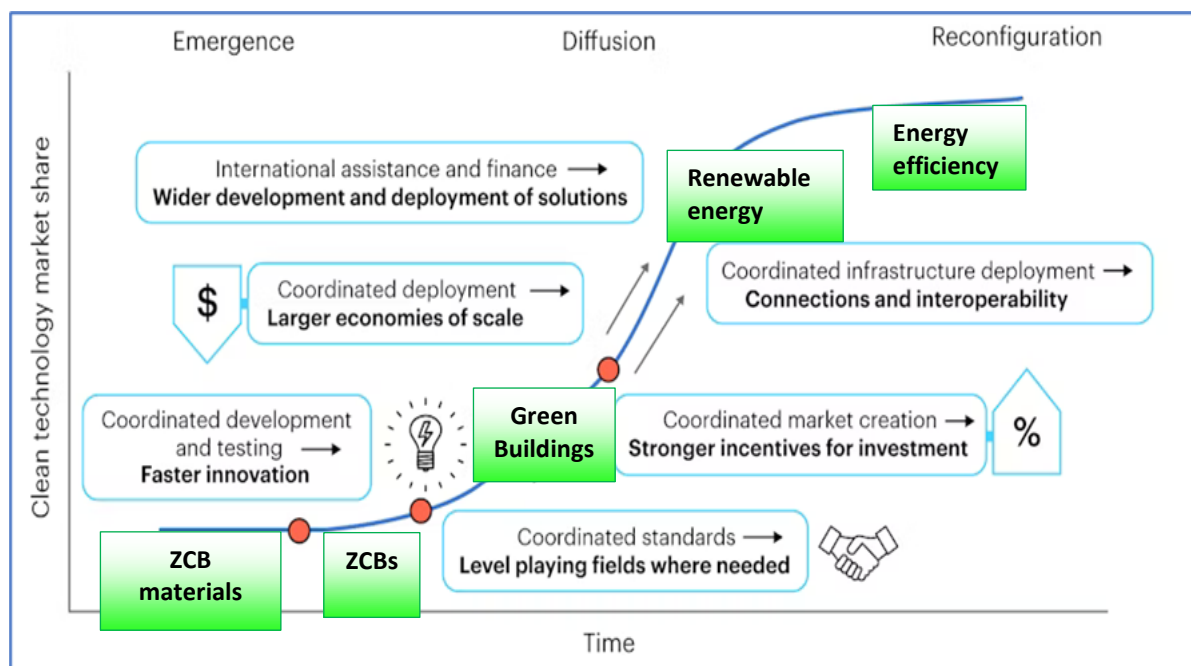 Emergence
Diffusion
Reconfiguration
Clean technology market share
International assistance and finance →
Wider development and deployment of solutions
Renewable
energy
Energy
efficiency
$
Coordinated deployment →
Larger economies of scale
Coordinated infrastructure deployment →
Connections and interoperability
Coordinated development
and testing →
Faster innovation
Green
Buildings
Coordinated market creation →
Stronger incentives for investment
%
ZCB
materials
ZCBs
Coordinated standards →
Level playing fields where needed
Time